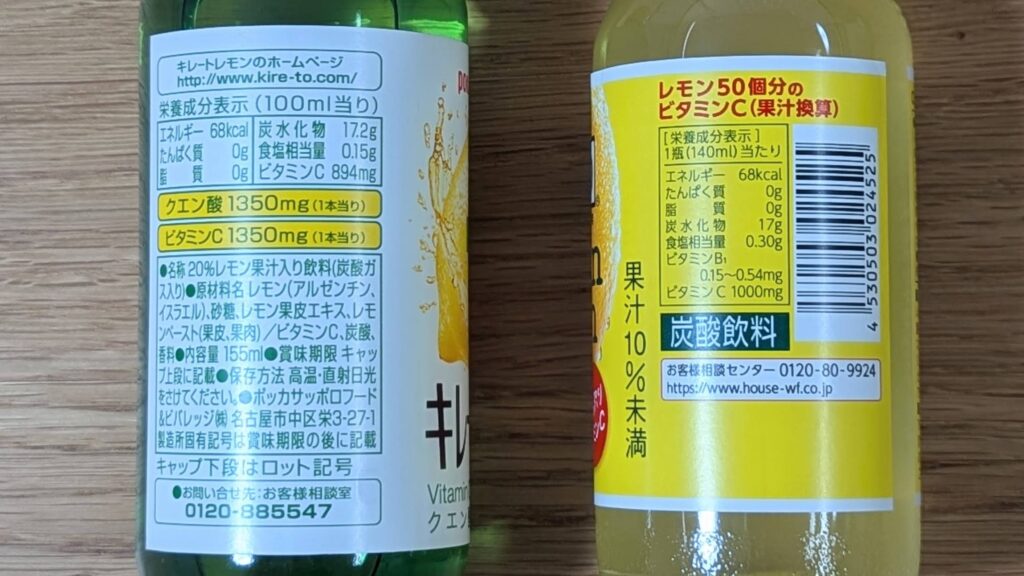 キレートレモンのホームページ
http://www.kire-to.com/
栄養成分表示(100ml当り)
エネルギー 68kcal
たんぱく質 0g
脂質 0g
炭水化物 17.2g
食塩相当量 0.15g
ビタミンC 894mg
クエン酸 1350mg(1本当り)
ビタミンC 1350mg(1本当り)
●名称 20%レモン果汁入り飲料(炭酸ガ
ス入り)●原材料名 レモン(アルゼンチン、
イスラエル)、砂糖、レモン果皮エキス、レモ
ンペースト(果皮、果肉)/ビタミンC、炭酸、
香料●内容量 155ml●賞味期限 キャッ
プ上段に記載●保存方法 高温・直射日光
をさけてください。●ポッカサッポロフード
&ビバレッジ㈱ 名古屋市中区栄3-27-1
製造所固有記号は賞味期限の後に記載
キャップ下段はロット記号
●お問い合せ先:お客様相談室
0120-885547
キレ
Vitamin
クエン
レモン50個分の
ビタミンC(果汁換算)
[栄養成分表示]
1瓶(140ml)当たり
エネルギー 68kcal
たんぱく質 0g
脂質 0g
炭水化物 17g
食塩相当量 0.30g
ビタミンB₁
0.15~0.54mg
ビタミンC 1000mg
4 530503 024525
果汁10%未満
炭酸飲料
お客様相談センター 0120-80-9924
https://www.house-wf.co.jp